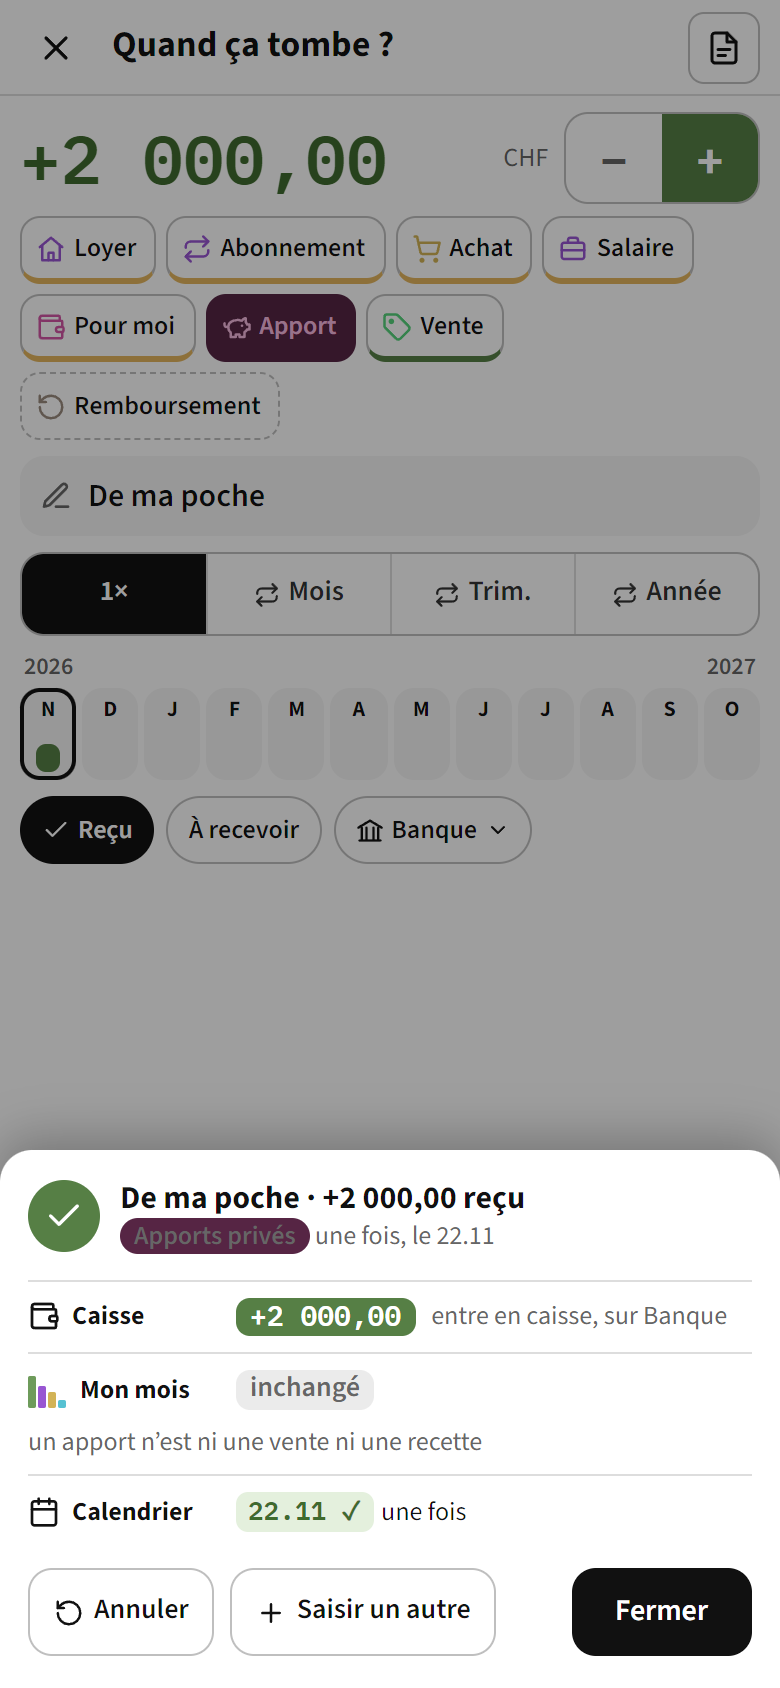 Quand ça tombe ?
+2 000,00 CHF − +
Loyer Abonnement Achat Salaire
Pour moi Apport Vente
Remboursement
De ma poche
1× Mois Trim. Année
2026 2027
N D J F M A M J J A S O
Reçu À recevoir Banque
De ma poche · +2 000,00 reçu
Apports privés une fois, le 22.11
Caisse +2 000,00 entre en caisse, sur Banque
Mon mois inchangé
un apport n’est ni une vente ni une recette
Calendrier 22.11 ✓ une fois
Annuler + Saisir un autre Fermer